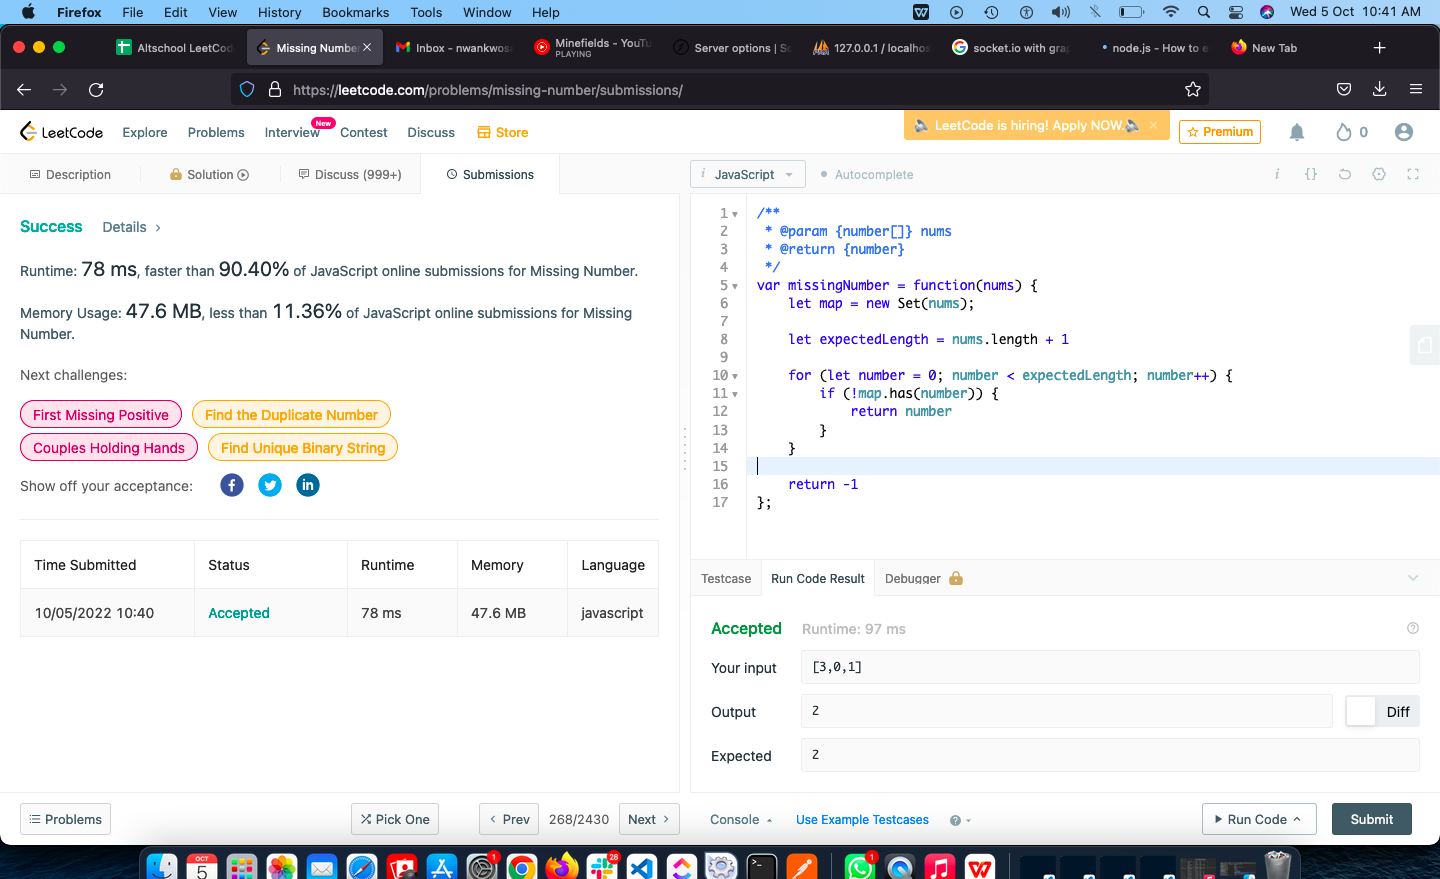 Firefox File Edit View History Bookmarks Tools Window Help Wed 5 Oct 10:41 AM
Altschool LeetCod Missing Number Inbox - nwankwosa Minefields - YouTu Server options | So 127.0.0.1 / localhos socket.io with grap node.js - How to e New Tab
PLAYING
https://leetcode.com/problems/missing-number/submissions/
LeetCode Explore Problems Interview New Contest Discuss Store LeetCode is hiring! Apply NOW. Premium 0
Description Solution Discuss (999+) Submissions
JavaScript Autocomplete
Success Details
Runtime: 78 ms, faster than 90.40% of JavaScript online submissions for Missing Number.
Memory Usage: 47.6 MB, less than 11.36% of JavaScript online submissions for Missing
Number.
Next challenges:
First Missing Positive Find the Duplicate Number
Couples Holding Hands Find Unique Binary String
Show off your acceptance:
Time Submitted Status Runtime Memory Language
10/05/2022 10:40 Accepted 78 ms 47.6 MB javascript
1 /**
2 * @param {number[]} nums
3 * @return {number}
4 */
5 var missingNumber = function(nums) {
6 let map = new Set(nums);
7
8 let expectedLength = nums.length + 1
9
10 for (let number = 0; number < expectedLength; number++) {
11 if (!map.has(number)) {
12 return number
13 }
14 }
15
16 return -1
17 };
Testcase Run Code Result Debugger
Accepted Runtime: 97 ms
Your input [3,0,1]
Output 2 Diff
Expected 2
Problems Pick One Prev 268/2430 Next Console Use Example Testcases Run Code Submit
OCT 5 1 28 1